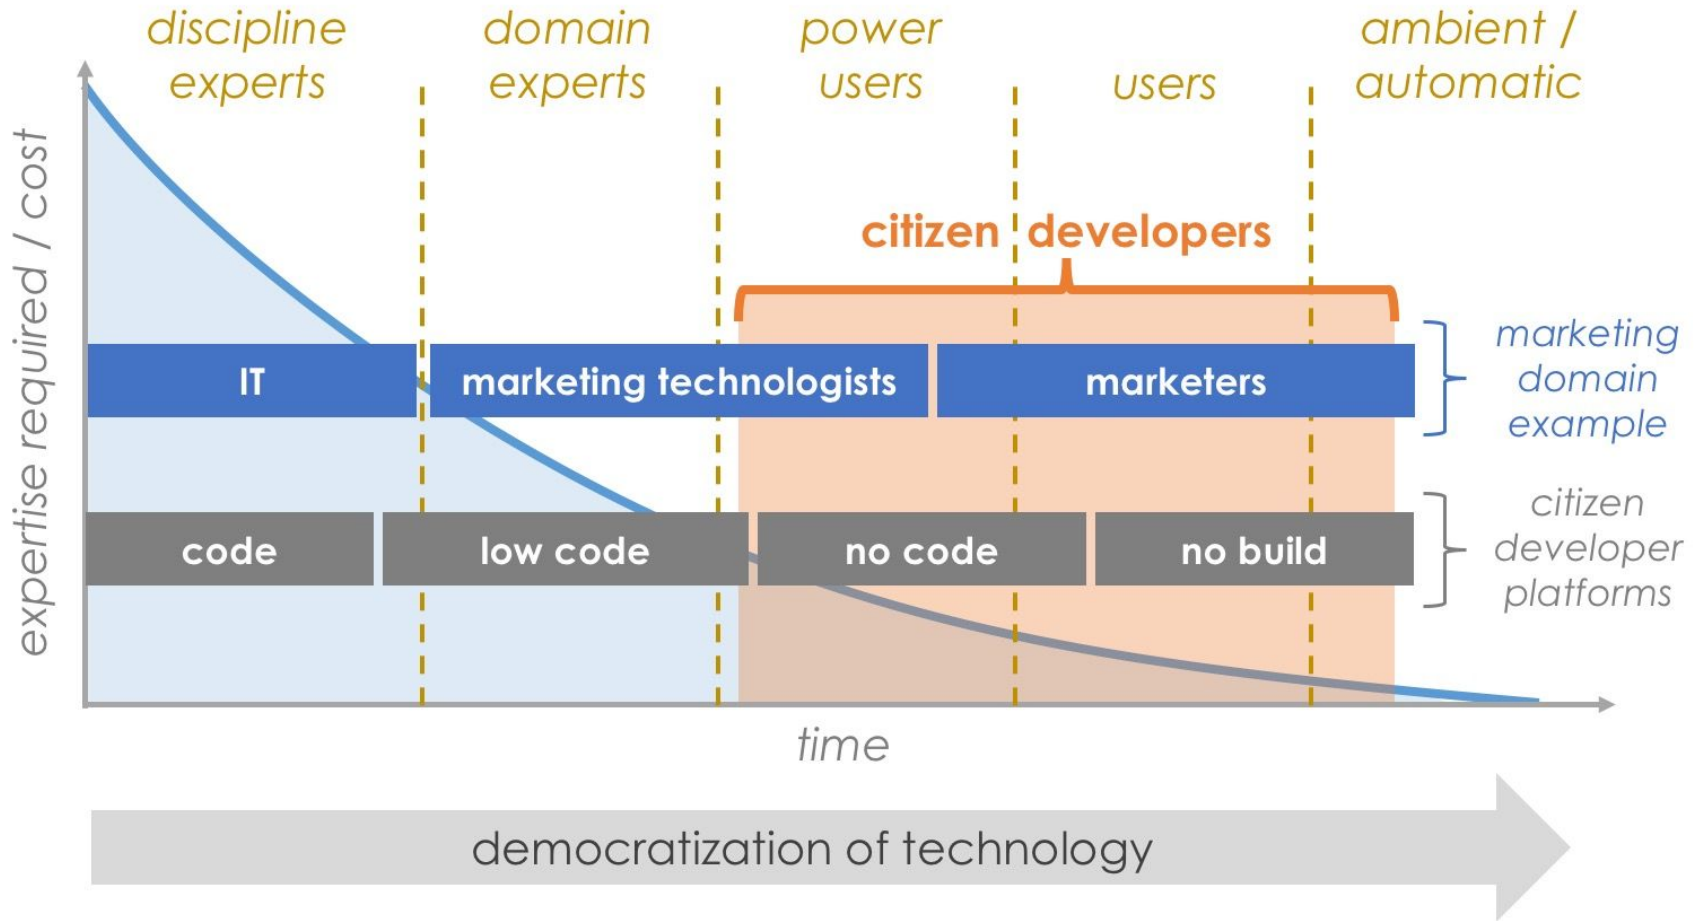 discipline
experts
domain
experts
power
users
users
ambient /
automatic
expertise required / cost
citizen developers
IT
marketing technologists
marketers
marketing
domain
example
code
low code
no code
no build
citizen
developer
platforms
time
democratization of technology